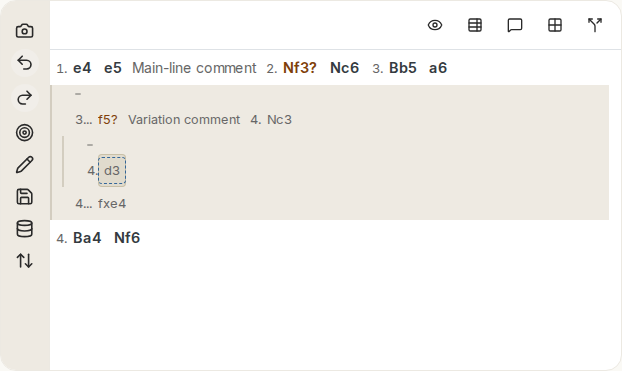 1. e4 e5 Main-line comment 2. Nf3? Nc6 3. Bb5 a6
3... f5? Variation comment 4. Nc3
4. d3
4... fxe4
4. Ba4 Nf6